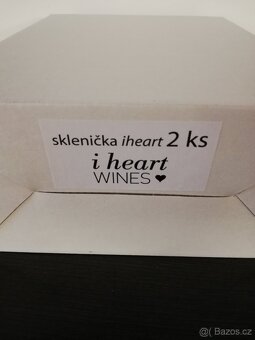 sklenička iheart 2 ks
i heart
WINES ❤
© Bazos.cz